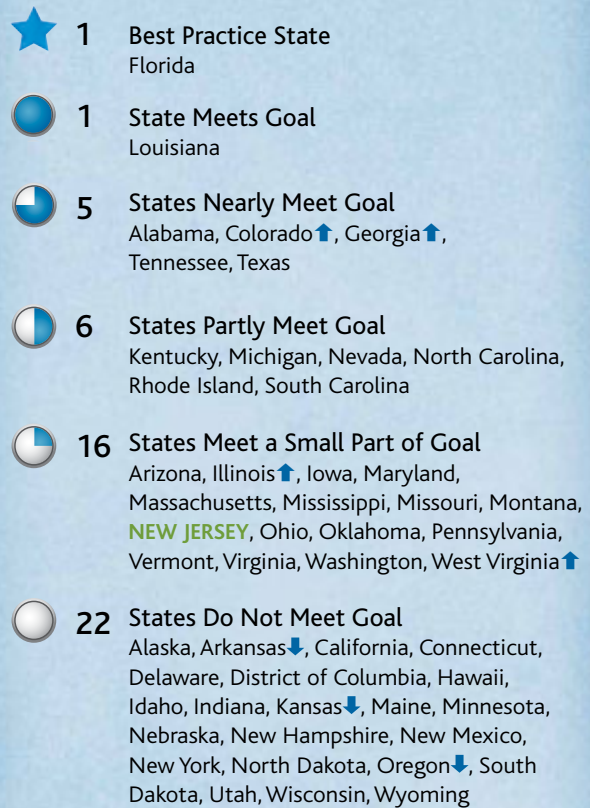 1 Best Practice State
Florida
1 State Meets Goal
Louisiana
5 States Nearly Meet Goal
Alabama, Colorado⬆, Georgia⬆,
Tennessee, Texas
6 States Partly Meet Goal
Kentucky, Michigan, Nevada, North Carolina,
Rhode Island, South Carolina
16 States Meet a Small Part of Goal
Arizona, Illinois⬆, Iowa, Maryland,
Massachusetts, Mississippi, Missouri, Montana,
NEW JERSEY, Ohio, Oklahoma, Pennsylvania,
Vermont, Virginia, Washington, West Virginia⬆
22 States Do Not Meet Goal
Alaska, Arkansas⬇, California, Connecticut,
Delaware, District of Columbia, Hawaii,
Idaho, Indiana, Kansas⬇, Maine, Minnesota,
Nebraska, New Hampshire, New Mexico,
New York, North Dakota, Oregon⬇, South
Dakota, Utah, Wisconsin, Wyoming